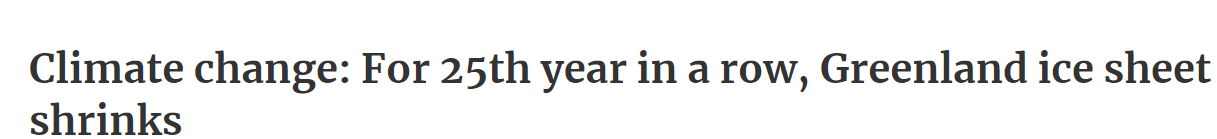 Climate change: For 25th year in a row, Greenland ice sheet
shrinks